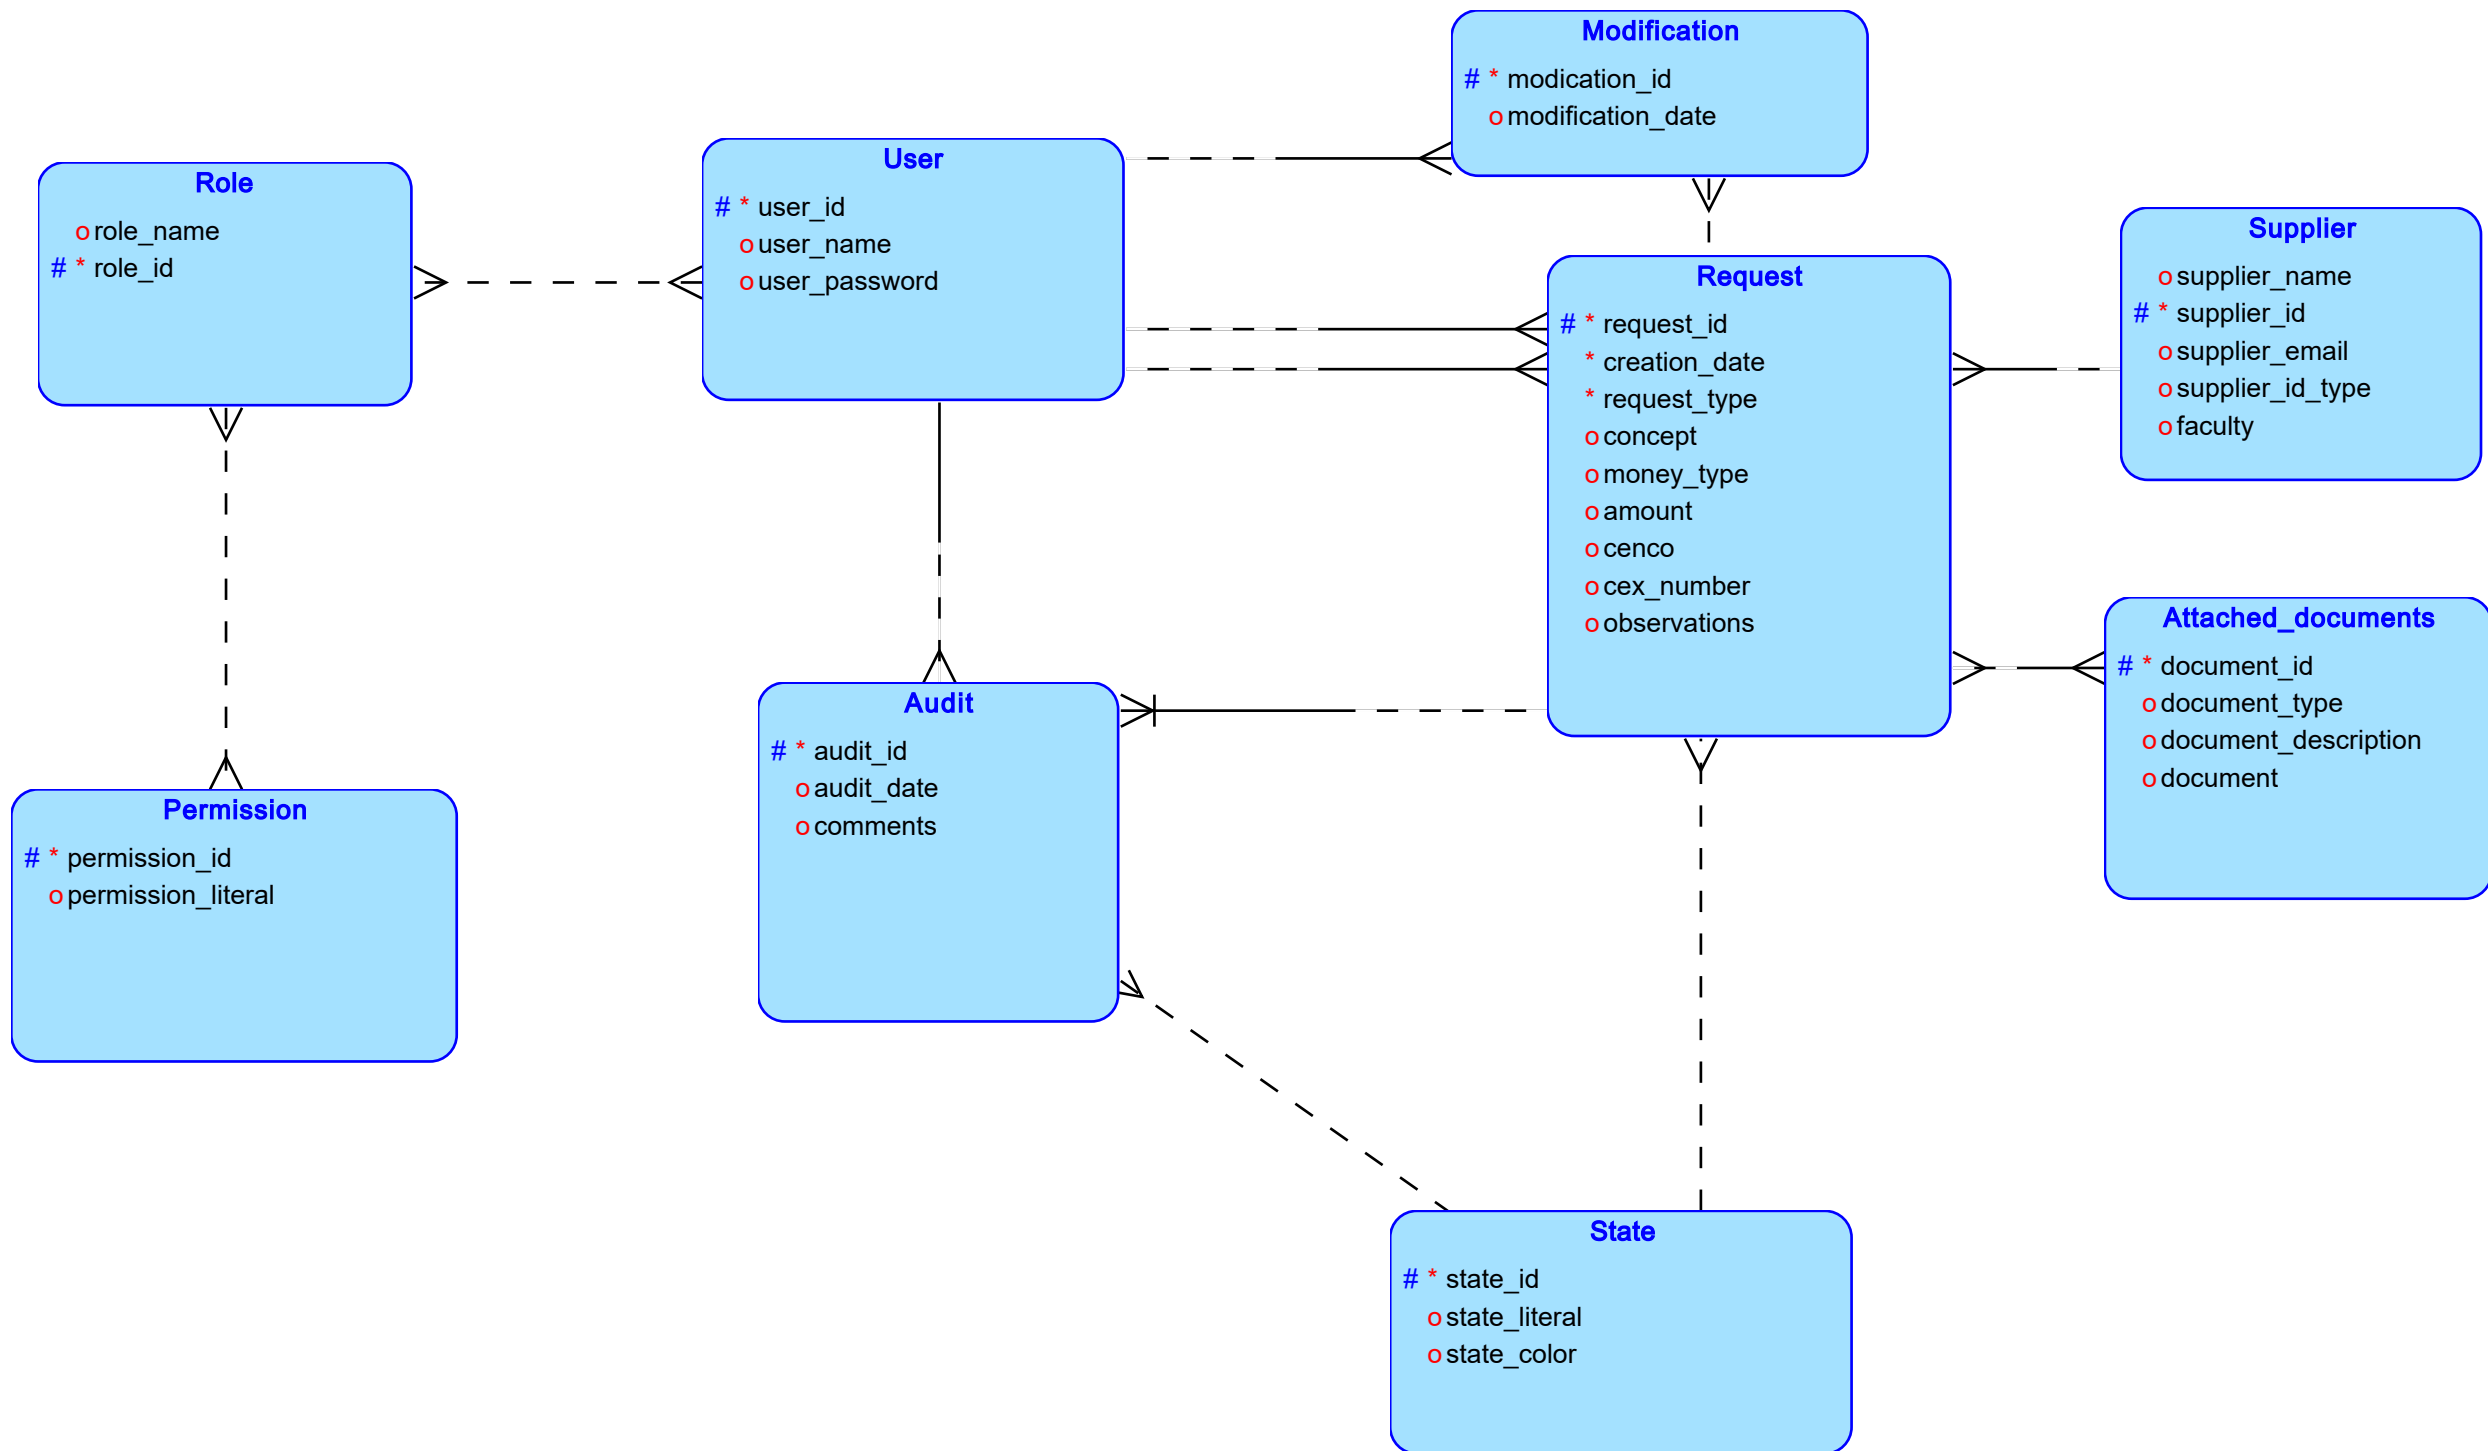 Modification
# * modication_id
o modification_date
User
# * user_id
o user_name
o user_password
Role
o role_name
# * role_id
Supplier
o supplier_name
# * supplier_id
o supplier_email
o supplier_id_type
o faculty
Request
# * request_id
* creation_date
* request_type
o concept
o money_type
o amount
o cenco
o cex_number
o observations
Attached_documents
# * document_id
o document_type
o document_description
o document
Audit
# * audit_id
o audit_date
o comments
Permission
# * permission_id
o permission_literal
State
# * state_id
o state_literal
o state_color